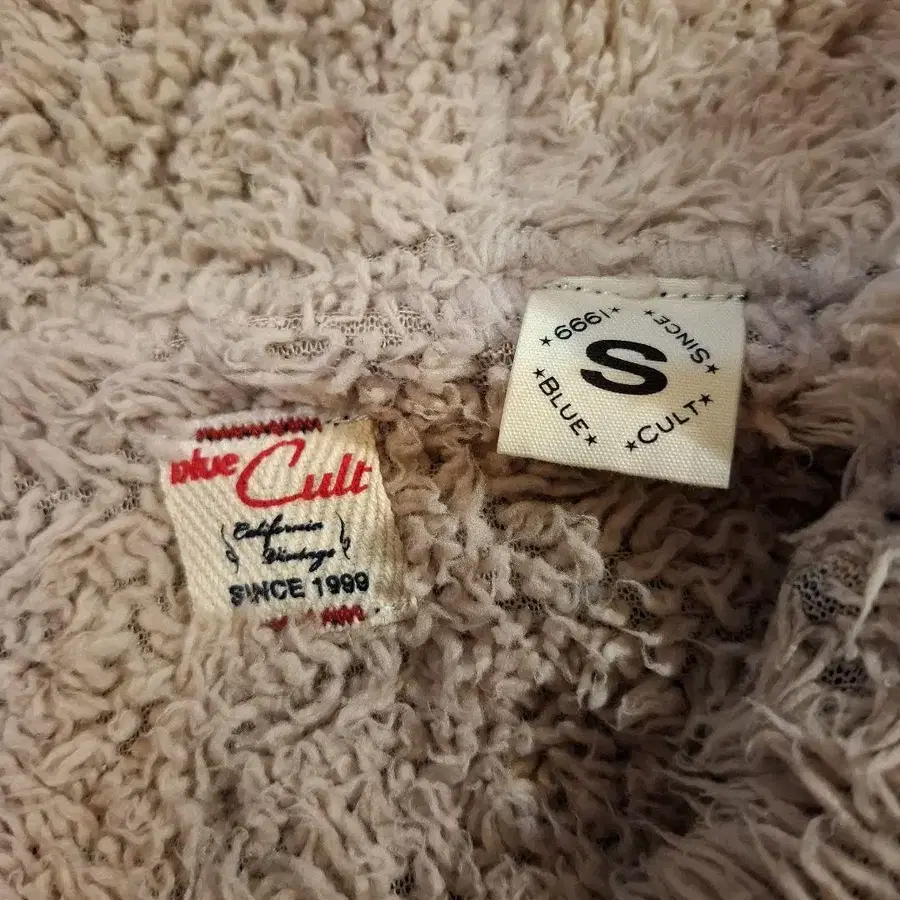 blue Cult
California
Vintage
SINCE 1999
S
★ SINCE ★
★ BLUE ★
★ CULT ★
★ 1999 ★